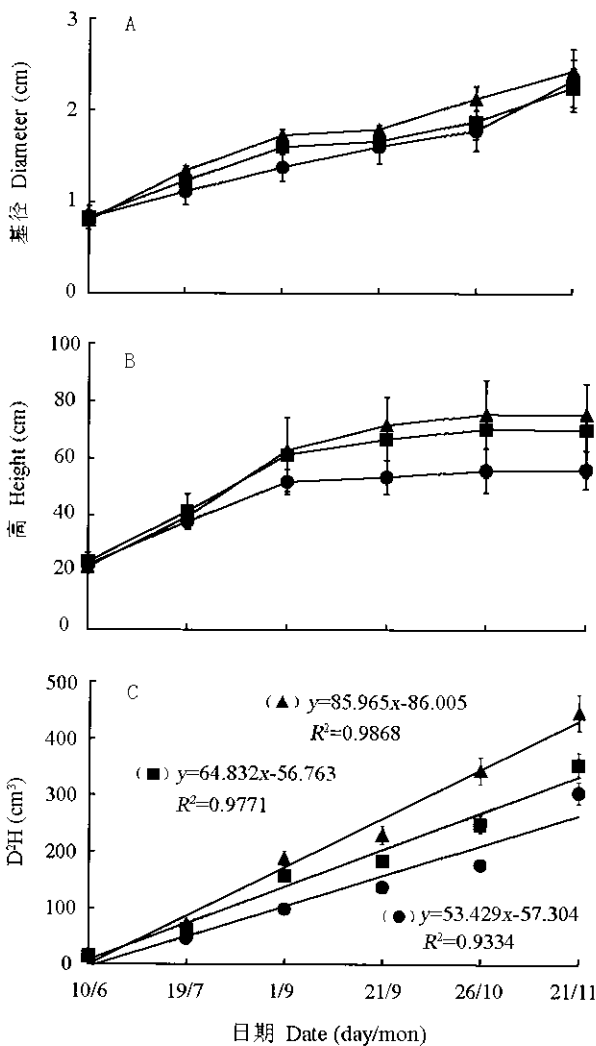 A
3
2
1
0
基径 Diameter (cm)
B
100
80
60
40
20
0
高 Height (cm)
C
500
400
300
200
100
0
D²H (cm³)
(▲) y=85.965x-86.005
R²=0.9868
(■) y=64.832x-56.763
R²=0.9771
(●) y=53.429x-57.304
R²=0.9334
10/6 19/7 1/9 21/9 26/10 21/11
日期 Date (day/mon)